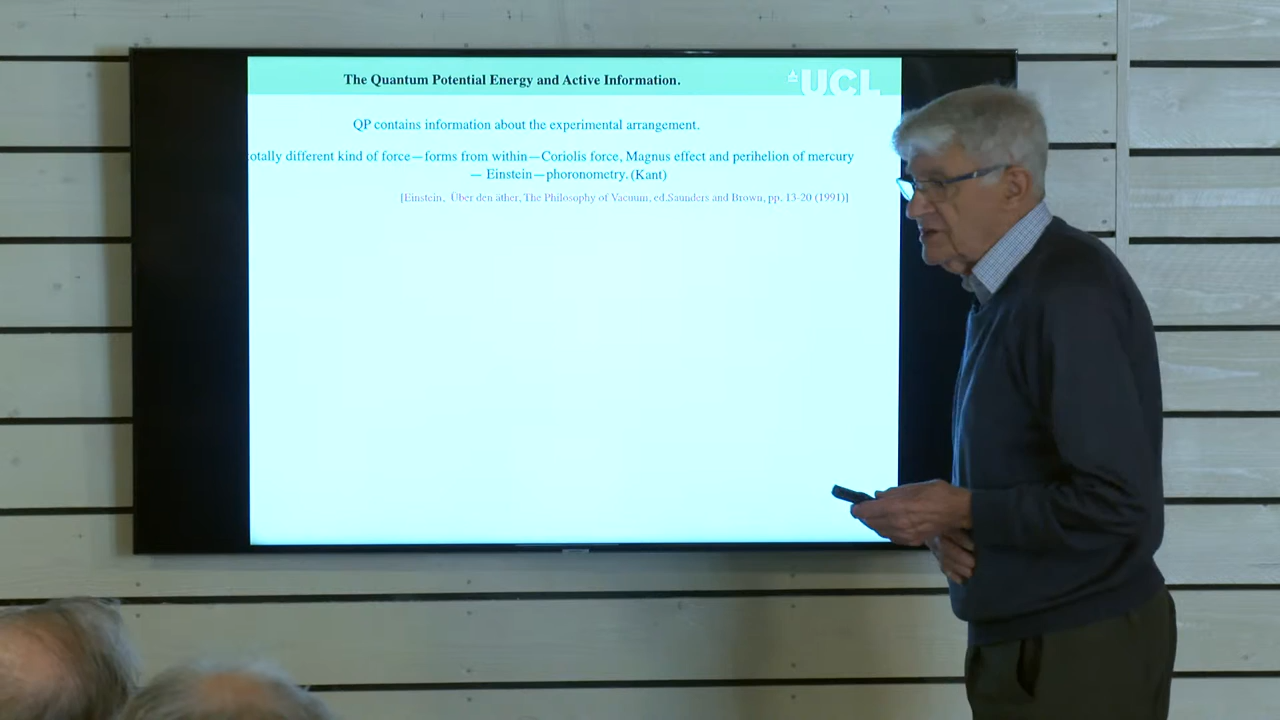 The Quantum Potential Energy and Active Information.
UCL
QP contains information about the experimental arrangement.
otally different kind of force—forms from within—Coriolis force, Magnus effect and perihelion of mercury
— Einstein—phoronometry. (Kant)
[Einstein, Über den äther, The Philosophy of Vacuum, ed.Saunders and Brown, pp. 13-20 (1991)]